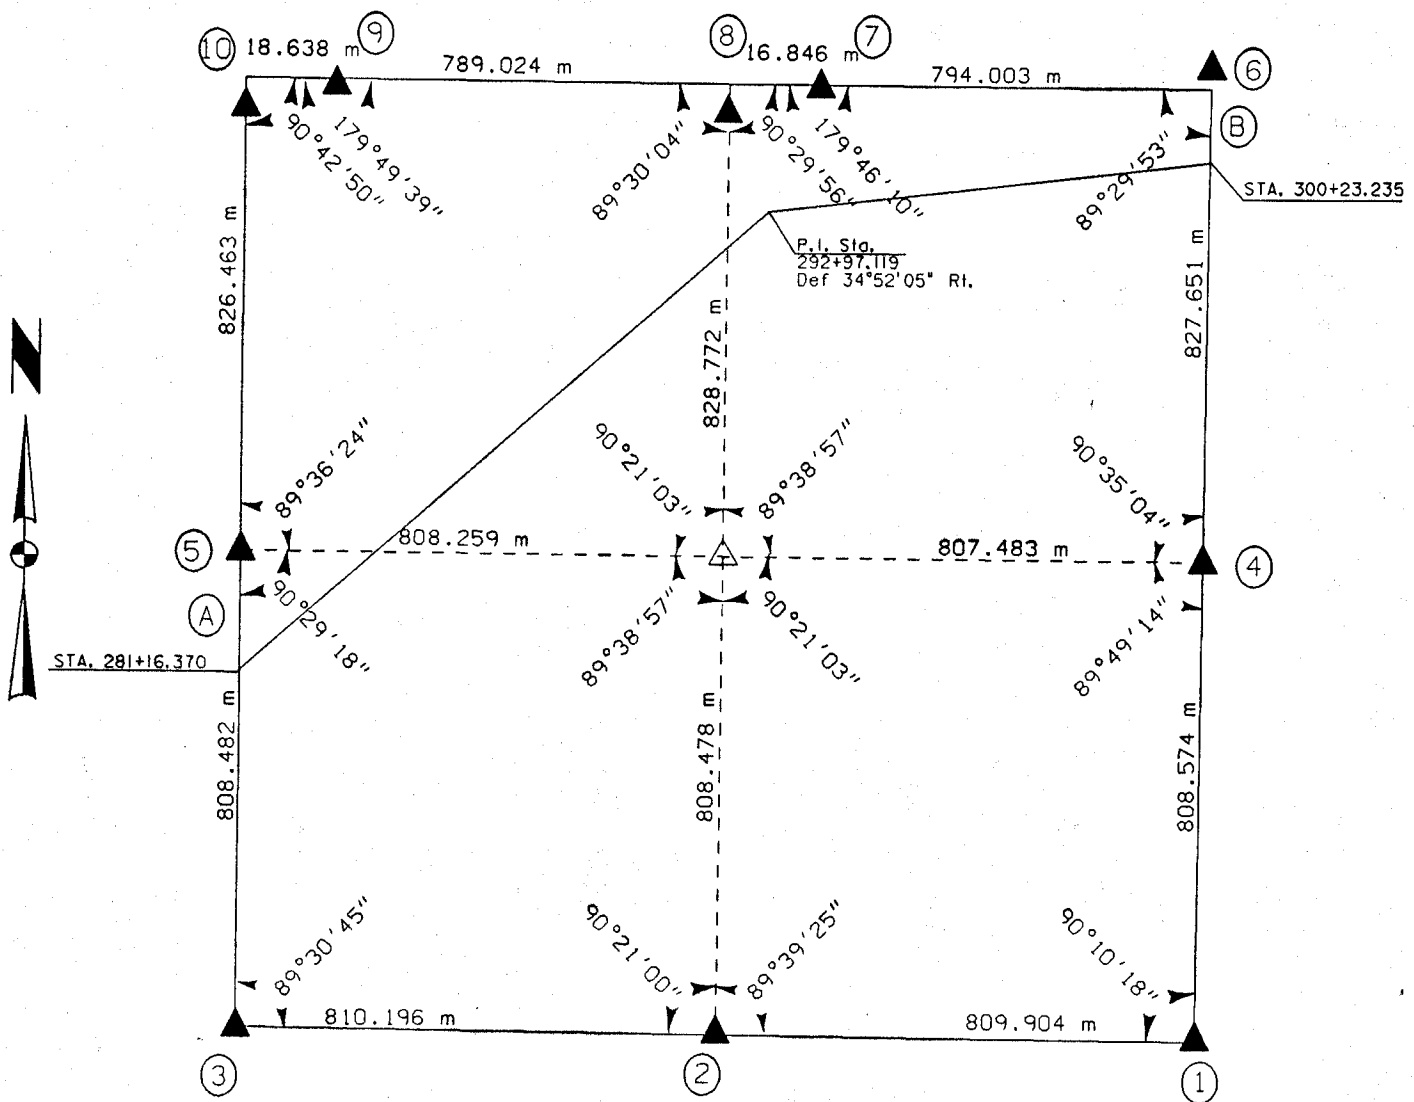 10 18.638 m 9
789.024 m
8 16.846 m 7
794.003 m
6
B
90°42'50"
179°49'39"
89°30'04"
90°29'56"
179°46'10"
89°29'53"
STA. 300+23.235
P.I. Sta.
292+97.119
Def 34°52'05" Rt.
826.463 m
828.772 m
827.651 m
N
89°36'24"
90°21'03"
89°38'57"
90°35'04"
5
808.259 m
807.483 m
4
A
90°29'18"
89°38'57"
90°21'03"
89°49'14"
STA. 281+16.370
808.482 m
808.478 m
808.574 m
89°30'45"
90°21'00"
89°39'25"
90°10'18"
810.196 m
809.904 m
3
2
1